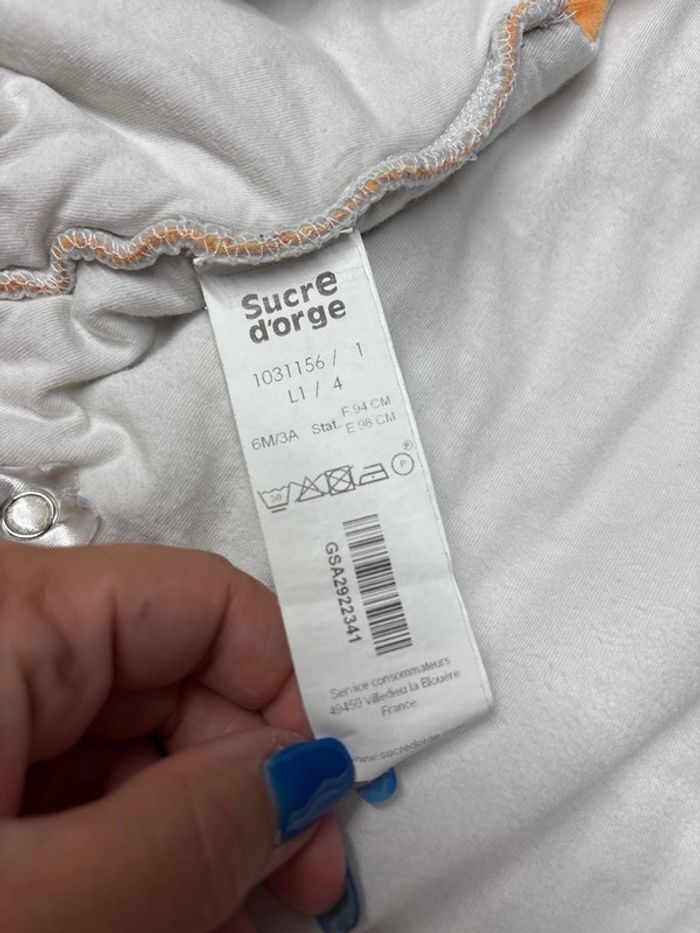 Sucre
d'orge
1031156 / 1
L1 / 4
6M/3A Stat. F 94 CM
E 98 CM
30
P
GSA2922341
Service consommateurs
49450 Villedieu la Blouère
France
www.sucredorge.